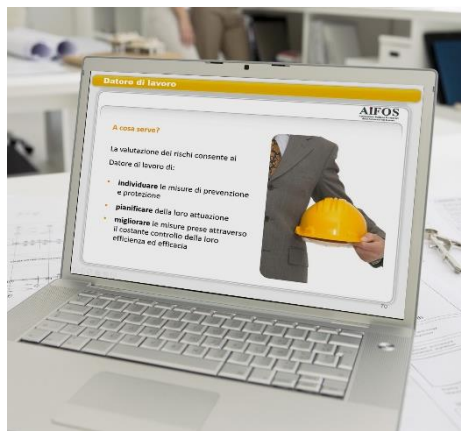 Datore di lavoro
AIFOS
A cosa serve?
La valutazione dei rischi consente al
Datore di lavoro di:
individuare le misure di prevenzione
e protezione
pianificare della loro attuazione
migliorare le misure prese attraverso
il costante controllo della loro
efficienza ed efficacia
70